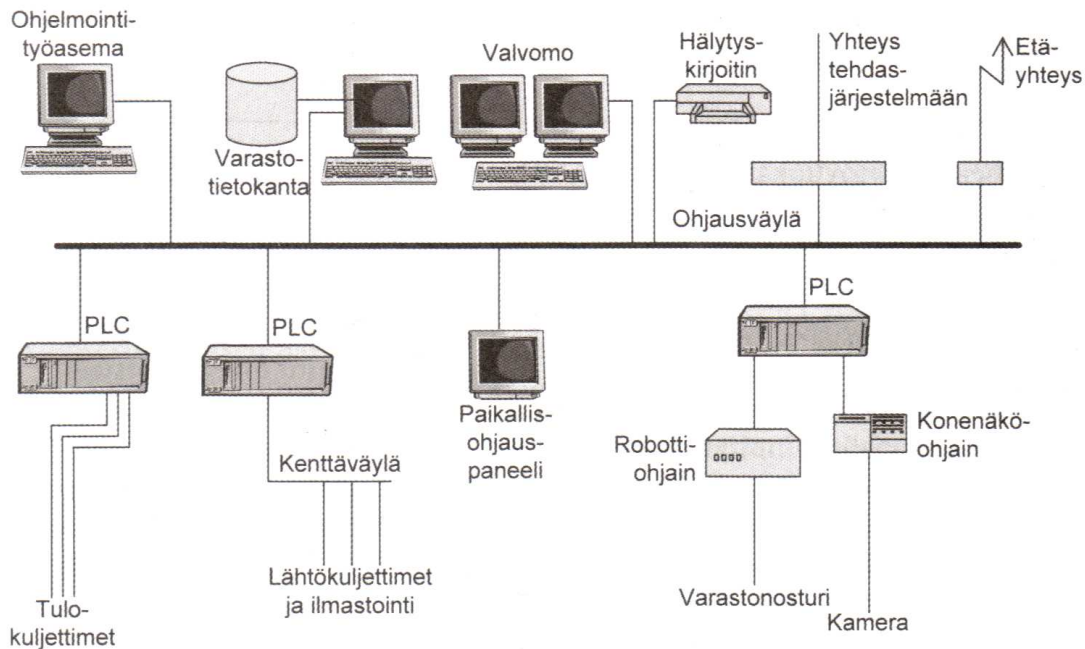 Ohjelmointi-
työasema
Varasto-
tietokanta
Valvomo
Hälytys-
kirjoitin
Yhteys
tehdas-
järjestelmään
Etä-
yhteys
Ohjausväylä
PLC
PLC
PLC
Paikallis-
ohjaus-
paneeli
Kenttäväylä
Robotti-
ohjain
Konenäkö-
ohjain
Tulo-
kuljettimet
Lähtökuljettimet
ja ilmastointi
Varastonosturi
Kamera